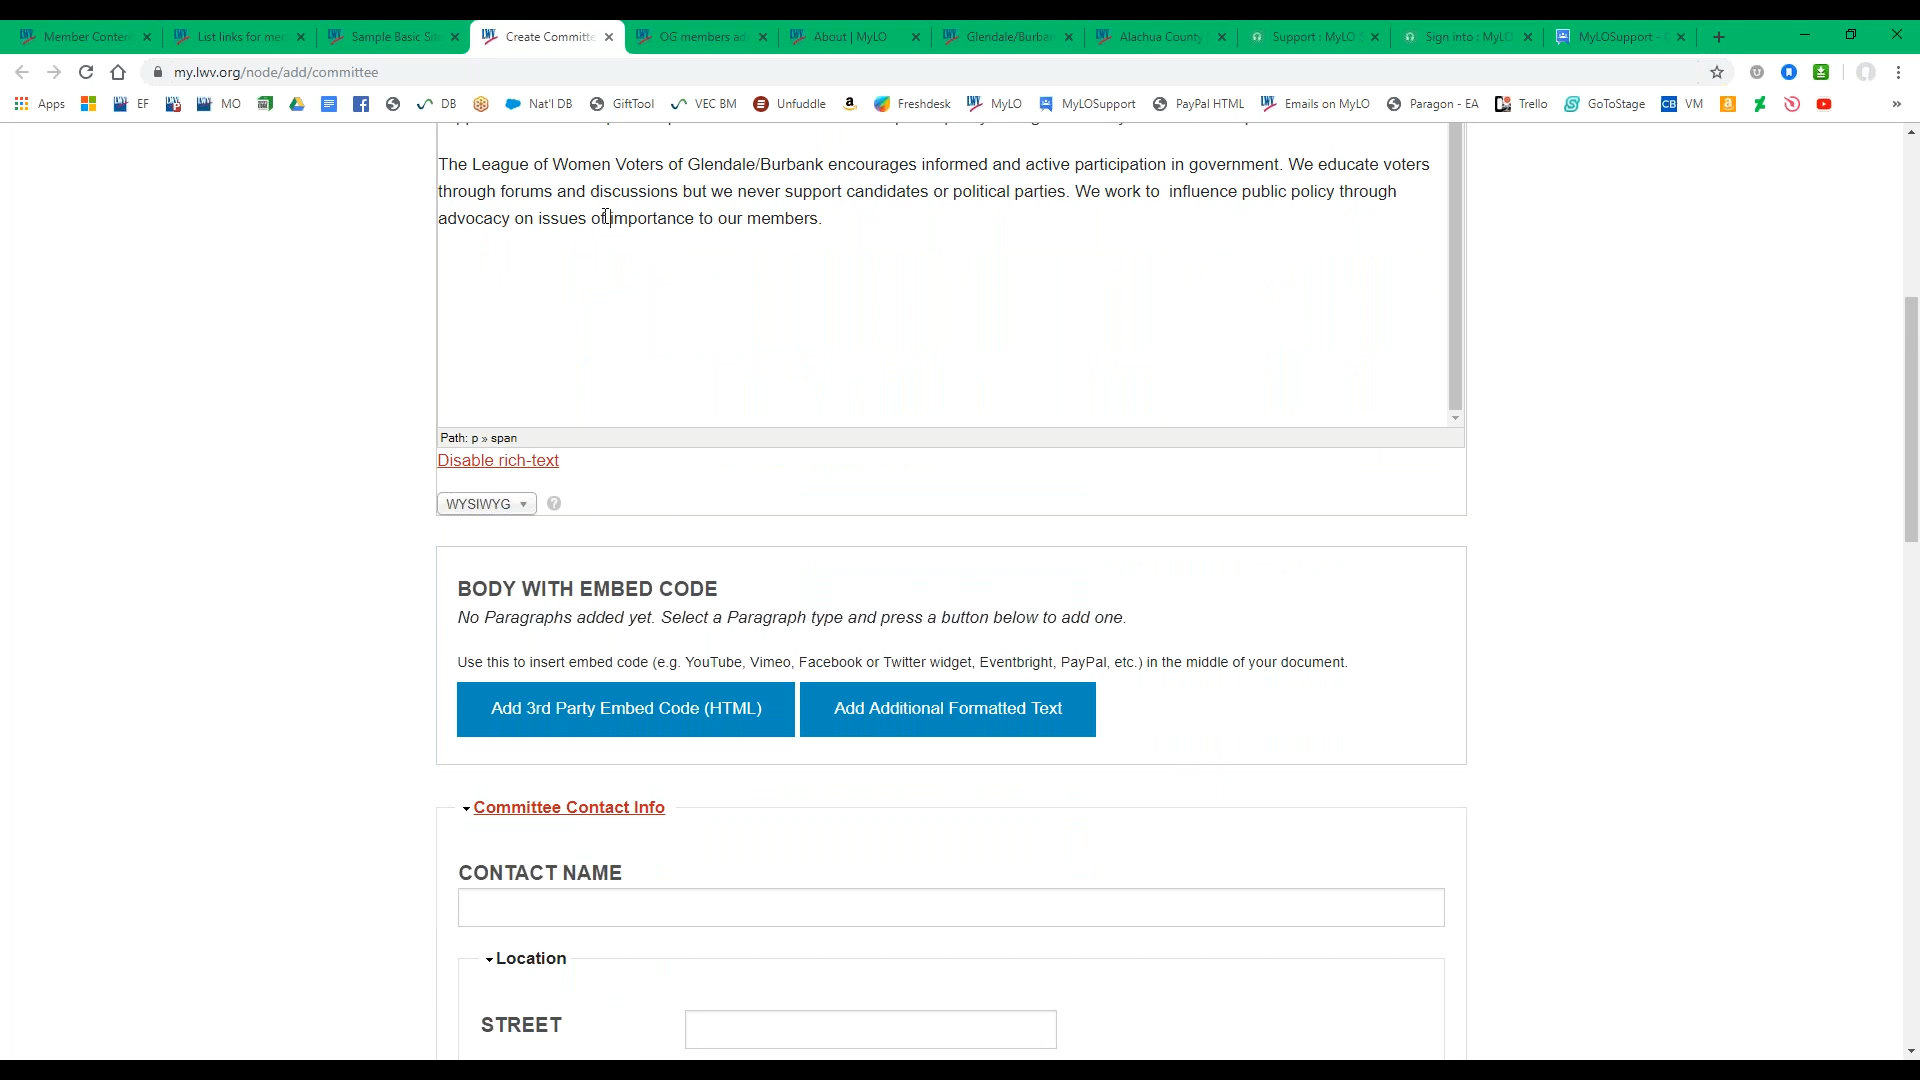 Member Conten
List links for me
Sample Basic Sit
Create Committe
OG members ad
About | MyLO
Glendale/Burba
Alachua County
Support : MyLO
Sign into : MyLO
MyLOSupport -
my.lwv.org/node/add/committee
Apps EF MO DB Nat'l DB GiftTool VEC BM Unfuddle Freshdesk MyLO MyLOSupport PayPal HTML Emails on MyLO Paragon - EA Trello GoToStage VM
The League of Women Voters of Glendale/Burbank encourages informed and active participation in government. We educate voters
through forums and discussions but we never support candidates or political parties. We work to influence public policy through
advocacy on issues of importance to our members.
Path: p » span
Disable rich-text
WYSIWYG
BODY WITH EMBED CODE
No Paragraphs added yet. Select a Paragraph type and press a button below to add one.
Use this to insert embed code (e.g. YouTube, Vimeo, Facebook or Twitter widget, Eventbright, PayPal, etc.) in the middle of your document.
Add 3rd Party Embed Code (HTML) Add Additional Formatted Text
Committee Contact Info
CONTACT NAME
Location
STREET